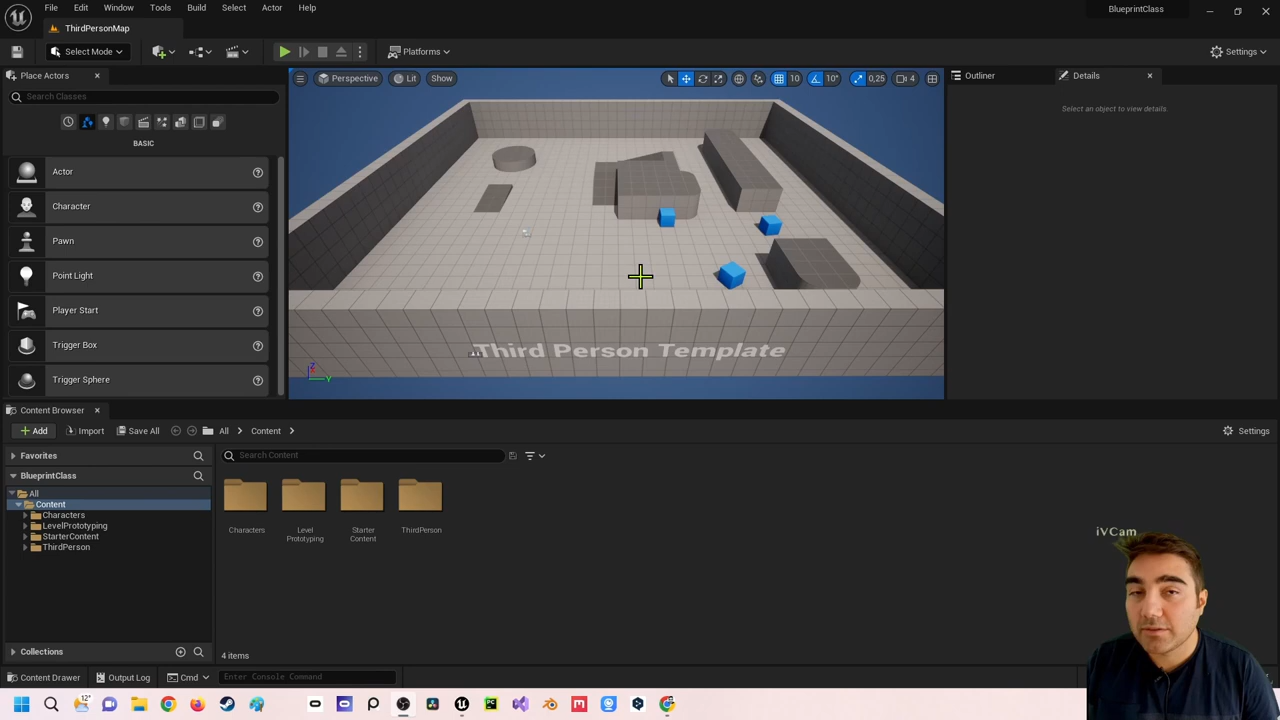 File Edit Window Tools Build Select Actor Help
BlueprintClass
ThirdPersonMap
Select Mode
Platforms
Settings
Place Actors
Search Classes
BASIC
Actor
Character
Pawn
Point Light
Player Start
Trigger Box
Trigger Sphere
Perspective Lit Show
10 10° 0,25 4
Third Person Template
Z
Y
Outliner Details
Select an object to view details.
Content Browser
Add Import Save All All Content
Settings
Favorites
BlueprintClass
All
Content
Characters
LevelPrototyping
StarterContent
ThirdPerson
Collections
Search Content
Characters
Level
Prototyping
Starter
Content
ThirdPerson
4 items
iVCam
Content Drawer Output Log Cmd Enter Console Command
12°